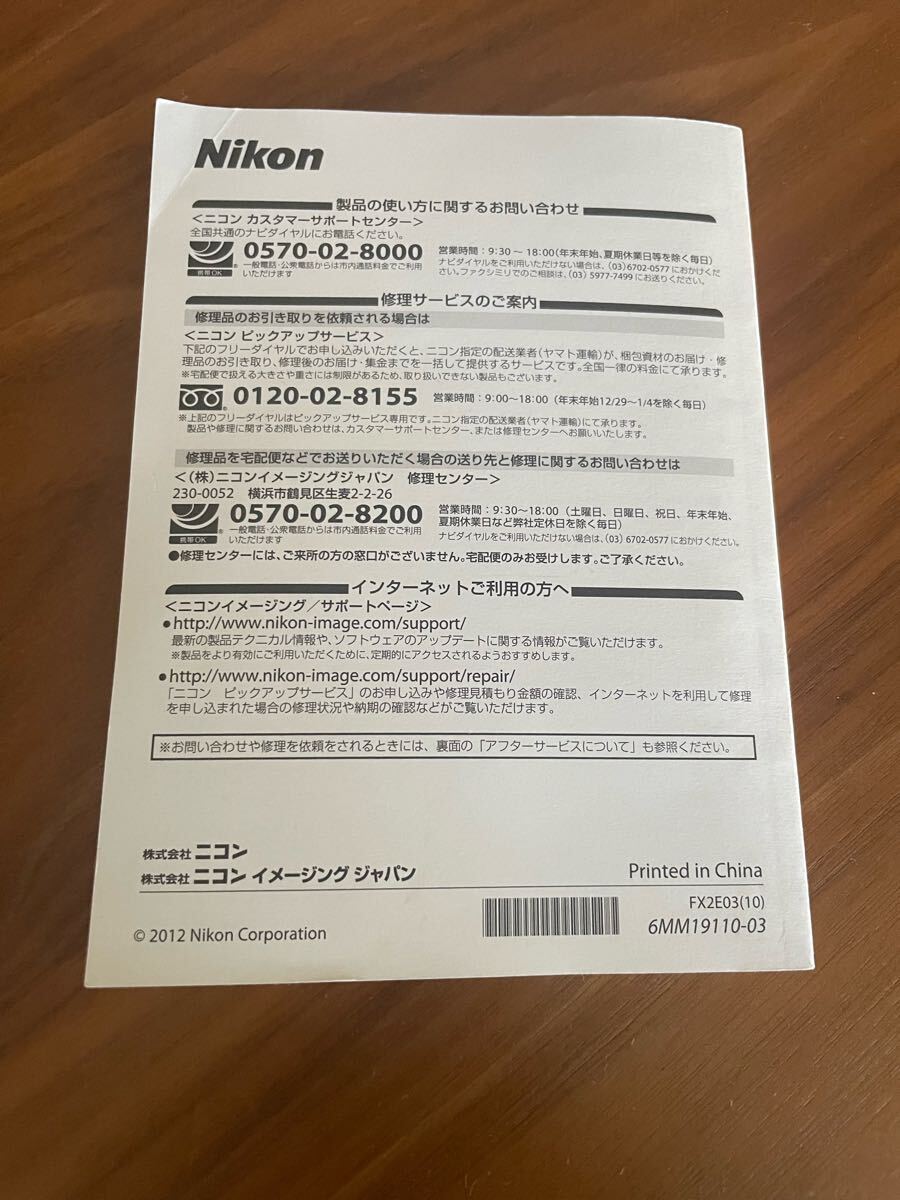 Nikon
製品の使い方に関するお問い合わせ
<ニコン カスタマーサポートセンター>
全国共通のナビダイヤルにお電話ください。
0570-02-8000
携帯OK
一般電話・公衆電話からは市内通話料金でご利用
いただけます
営業時間：9:30 ～ 18:00(年末年始、夏期休業日等を除く毎日)
ナビダイヤルをご利用いただけない場合は、(03) 6702-0577 におかけくだ
さい。ファクシミリでのご相談は、(03) 5977-7499 にお送りください。
修理サービスのご案内
修理品のお引き取りを依頼される場合は
<ニコン ピックアップサービス>
下記のフリーダイヤルでお申し込みいただくと、ニコン指定の配送業者(ヤマト運輸)が、梱包資材のお届け・修
理品のお引き取り、修理後のお届け・集金までを一括して提供するサービスです。全国一律の料金にて承ります。
※宅配便で扱える大きさや重さには制限があるため、取り扱いできない製品もございます。
0120-02-8155
営業時間：9:00～18:00（年末年始12/29～1/4を除く毎日）
※上記のフリーダイヤルはピックアップサービス専用です。ニコン指定の配送業者(ヤマト運輸)にて承ります。
製品や修理に関するお問い合わせは、カスタマーサポートセンター、または修理センターへお願いいたします。
修理品を宅配便などでお送りいただく場合の送り先と修理に関するお問い合わせは
<(株)ニコンイメージングジャパン　修理センター>
230-0052　横浜市鶴見区生麦2-2-26
0570-02-8200
携帯OK
一般電話・公衆電話からは市内通話料金でご利用
いただけます
営業時間：9:30～18:00（土曜日、日曜日、祝日、年末年始、
夏期休業日など弊社定休日を除く毎日）
ナビダイヤルをご利用いただけない場合は、(03) 6702-0577 におかけください。
●修理センターには、ご来所の方の窓口がございません。宅配便のみお受けします。ご了承ください。
インターネットご利用の方へ
<ニコンイメージング／サポートページ>
●http://www.nikon-image.com/support/
最新の製品テクニカル情報や、ソフトウェアのアップデートに関する情報がご覧いただけます。
※製品をより有効にご利用いただくために、定期的にアクセスされるようおすすめします。
●http://www.nikon-image.com/support/repair/
「ニコン　ピックアップサービス」のお申し込みや修理見積もり金額の確認、インターネットを利用して修理
を申し込まれた場合の修理状況や納期の確認などがご覧いただけます。
※お問い合わせや修理を依頼をされるときには、裏面の「アフターサービスについて」も参照ください。
株式会社 ニコン
株式会社 ニコン イメージング ジャパン
Printed in China
© 2012 Nikon Corporation
FX2E03(10)
6MM19110-03